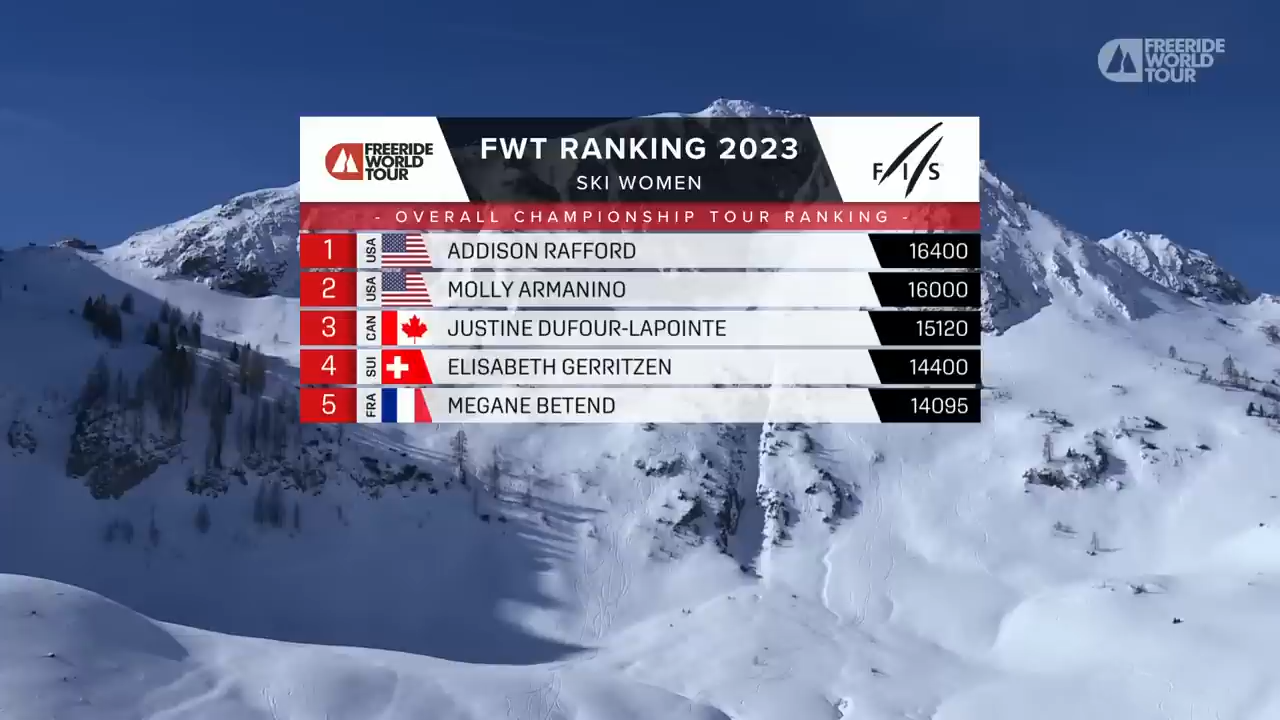 FREERIDE
WORLD
TOUR
FREERIDE
WORLD
TOUR
FWT RANKING 2023
SKI WOMEN
FIS
- OVERALL CHAMPIONSHIP TOUR RANKING -
1 USA ADDISON RAFFORD 16400
2 USA MOLLY ARMANINO 16000
3 CAN JUSTINE DUFOUR-LAPOINTE 15120
4 SUI ELISABETH GERRITZEN 14400
5 FRA MEGANE BETEND 14095